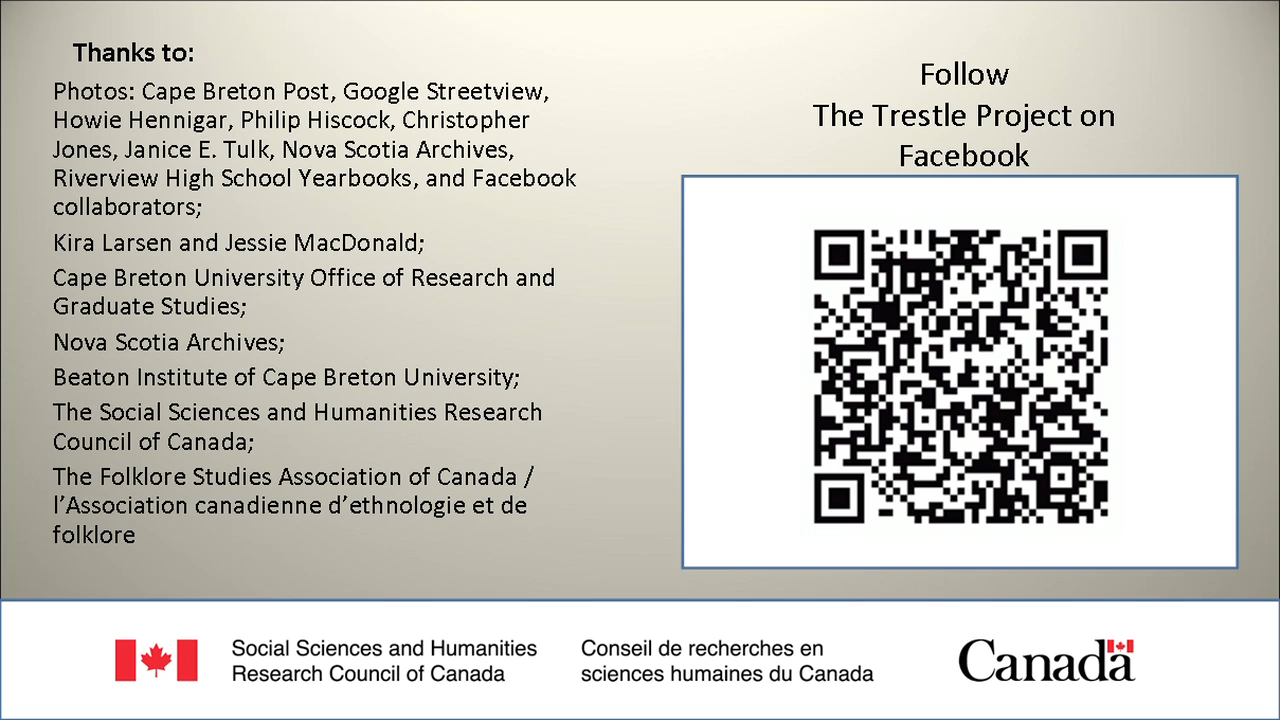 Thanks to:
Photos: Cape Breton Post, Google Streetview,
Howie Hennigar, Philip Hiscock, Christopher
Jones, Janice E. Tulk, Nova Scotia Archives,
Riverview High School Yearbooks, and Facebook
collaborators;
Kira Larsen and Jessie MacDonald;
Cape Breton University Office of Research and
Graduate Studies;
Nova Scotia Archives;
Beaton Institute of Cape Breton University;
The Social Sciences and Humanities Research
Council of Canada;
The Folklore Studies Association of Canada /
l’Association canadienne d’ethnologie et de
folklore
Follow
The Trestle Project on
Facebook
Social Sciences and Humanities
Research Council of Canada
Conseil de recherches en
sciences humaines du Canada
Canada